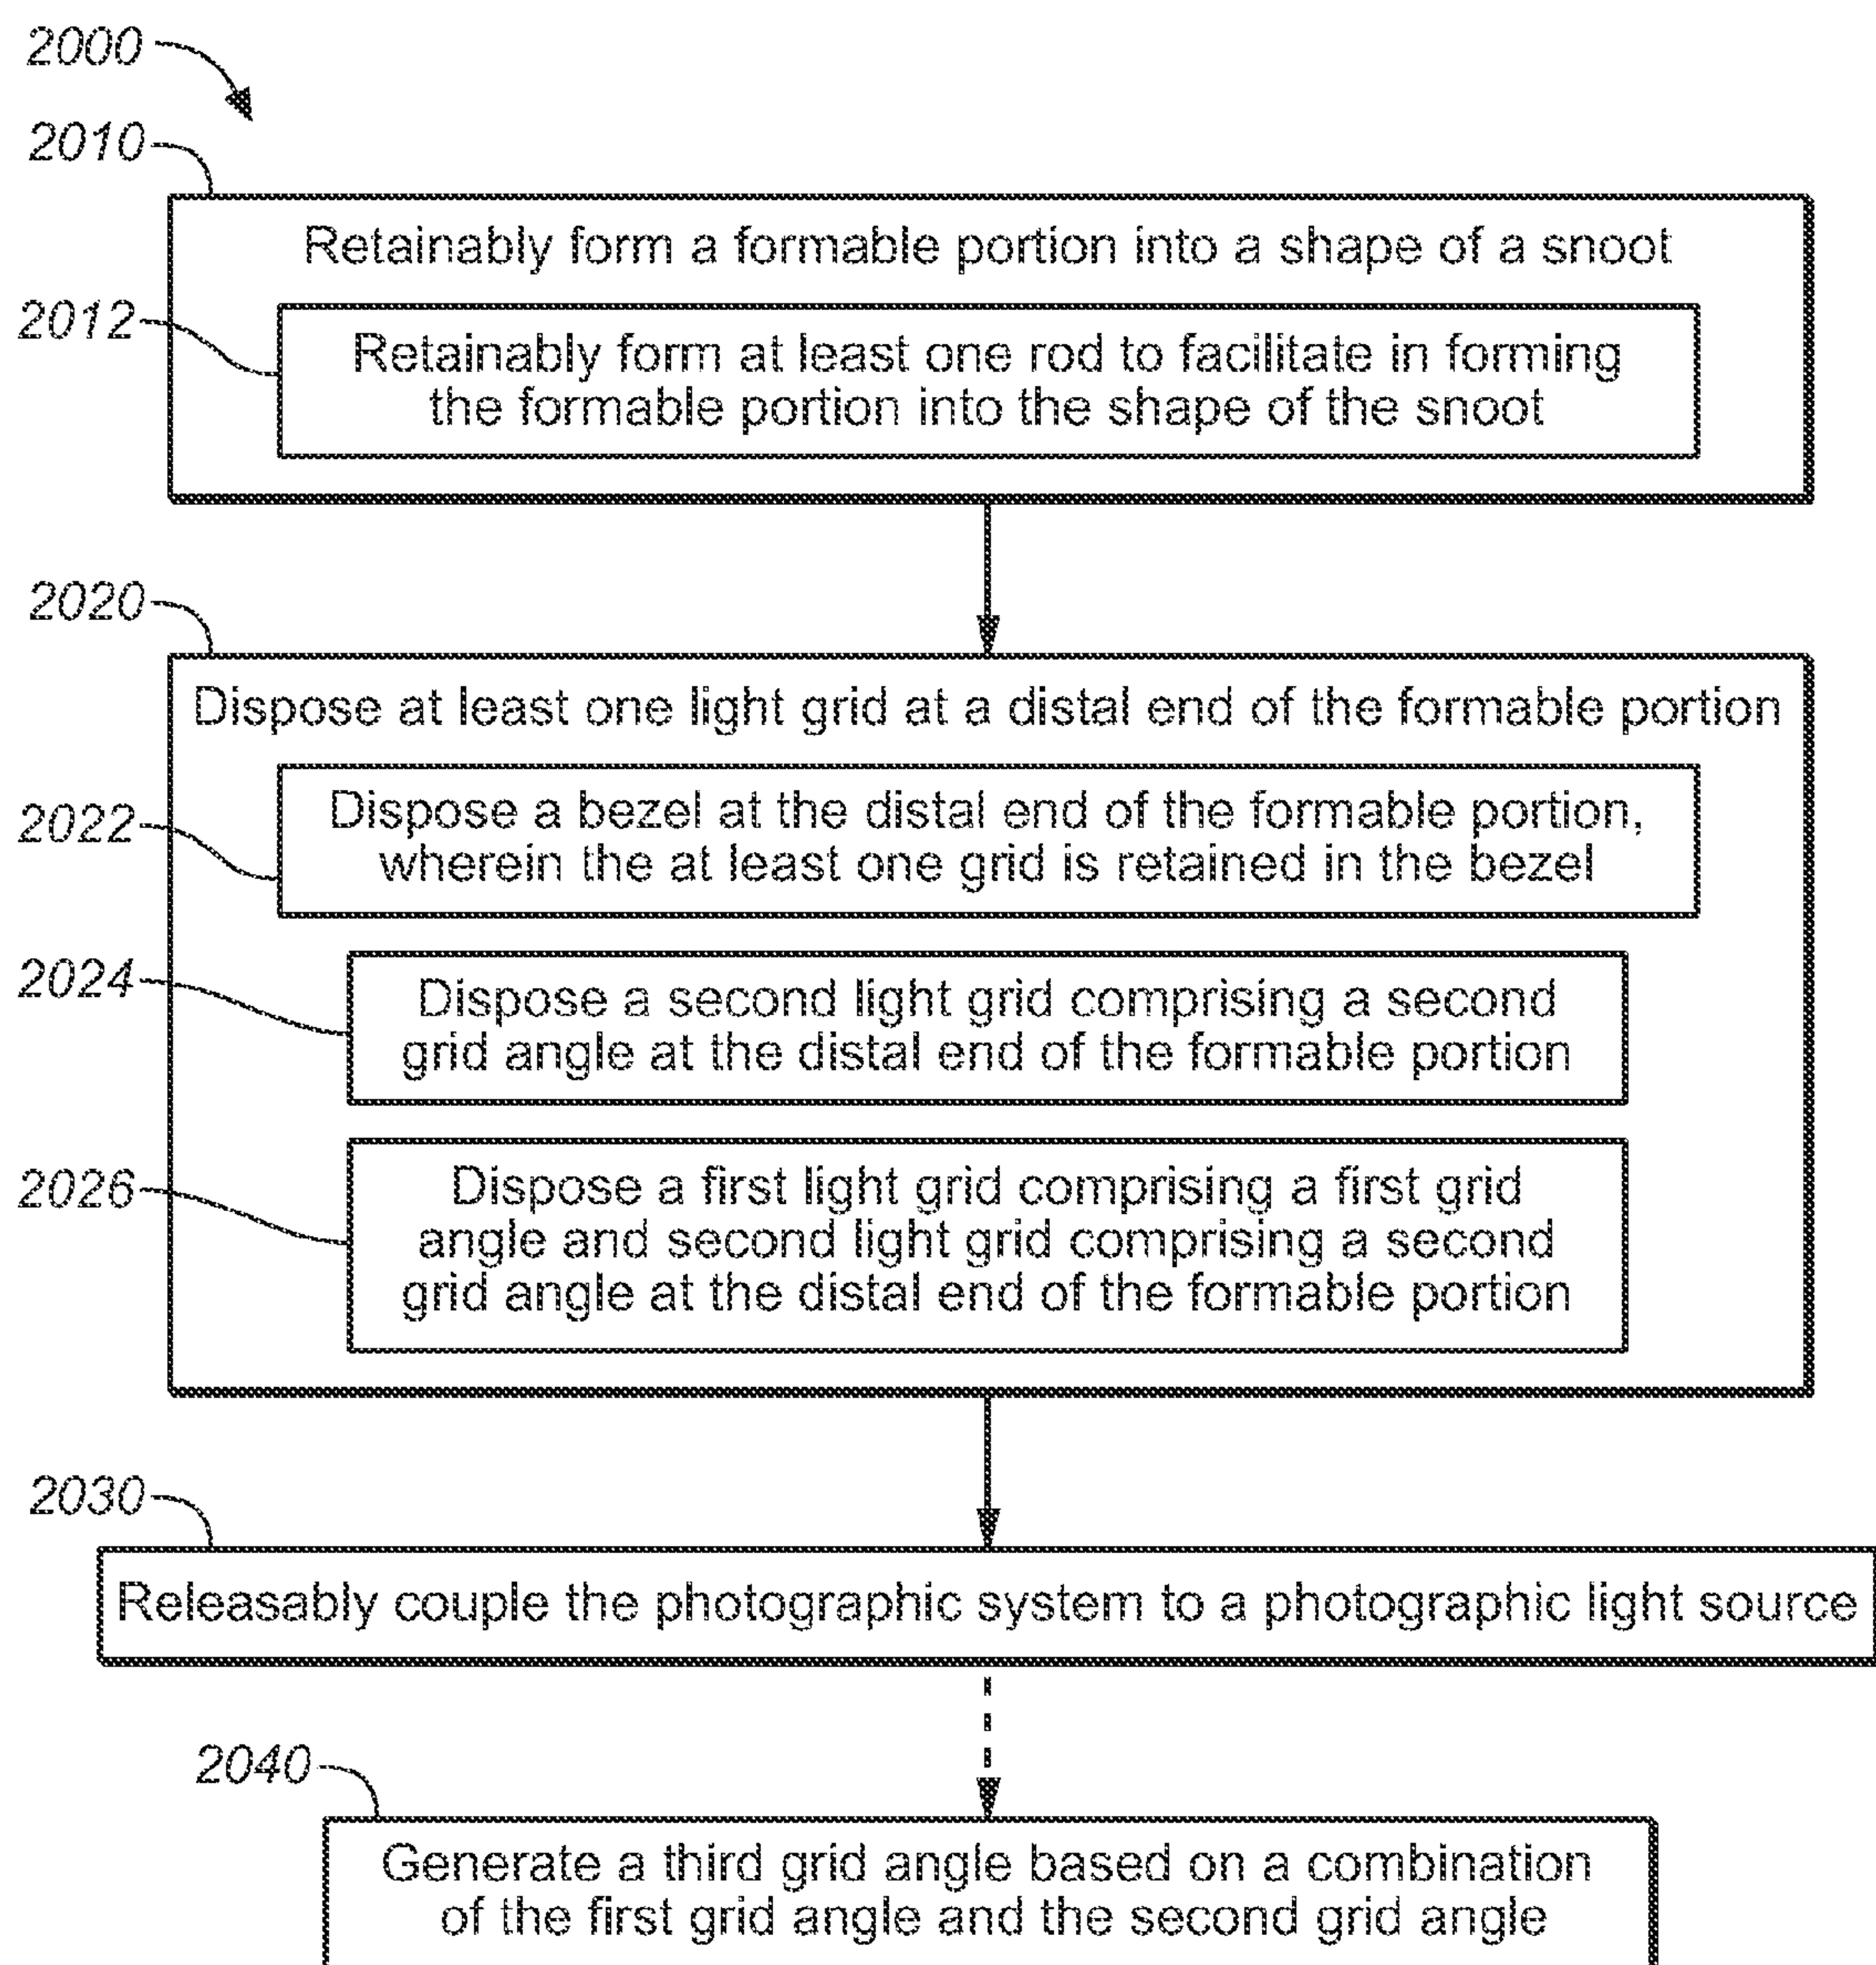 2000
2010
Retainably form a formable portion into a shape of a snoot
2012
Retainably form at least one rod to facilitate in forming
the formable portion into the shape of the snoot
2020
Dispose at least one light grid at a distal end of the formable portion
2022
Dispose a bezel at the distal end of the formable portion,
wherein the at least one grid is retained in the bezel
2024
Dispose a second light grid comprising a second
grid angle at the distal end of the formable portion
2026
Dispose a first light grid comprising a first grid
angle and second light grid comprising a second
grid angle at the distal end of the formable portion
2030
Releasably couple the photographic system to a photographic light source
2040
Generate a third grid angle based on a combination
of the first grid angle and the second grid angle